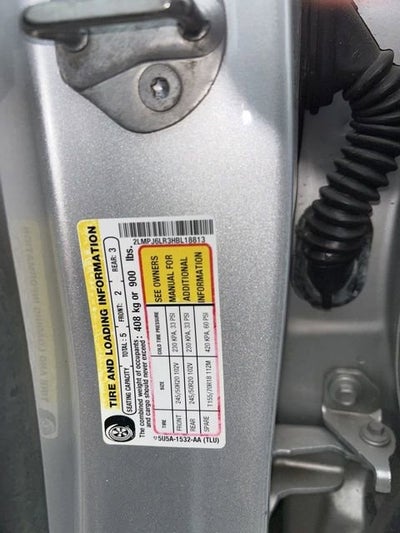 TIRE AND LOADING INFORMATION
SEATING CAPACITY TOTAL: 5 FRONT: 2 REAR: 3
The combined weight of occupants and cargo should never exceed: 408 kg or 900 lbs.
TIRE SIZE COLD TIRE PRESSURE
FRONT 245/50R20 102V 230 KPA, 33 PSI
REAR 245/50R20 102V 230 KPA, 33 PSI
SPARE T155/70R18 112M 420 KPA, 60 PSI
SEE OWNERS
MANUAL FOR
ADDITIONAL
INFORMATION
5U5A-1532-AA (TLU)
2LMPJ6LR3HBL18813